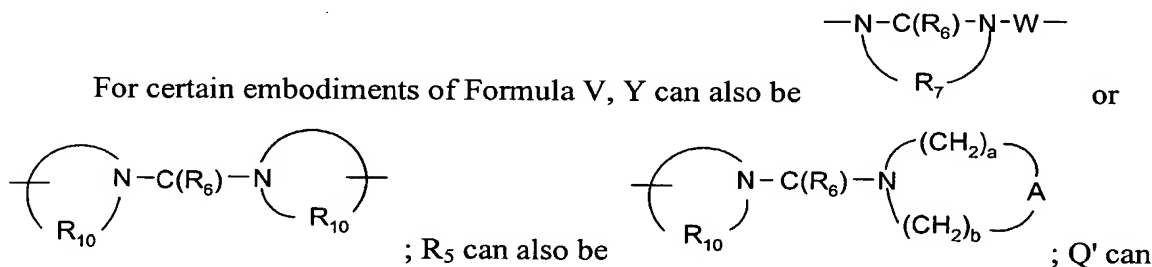 —N—C(R₆)—N—W—
R₇
For certain embodiments of Formula V, Y can also be or
N—C(R₆)—N R₁₀ R₁₀ ; R₅ can also be N—C(R₆)—N R₁₀ (CH₂)ₐ A (CH₂)b ; Q' can